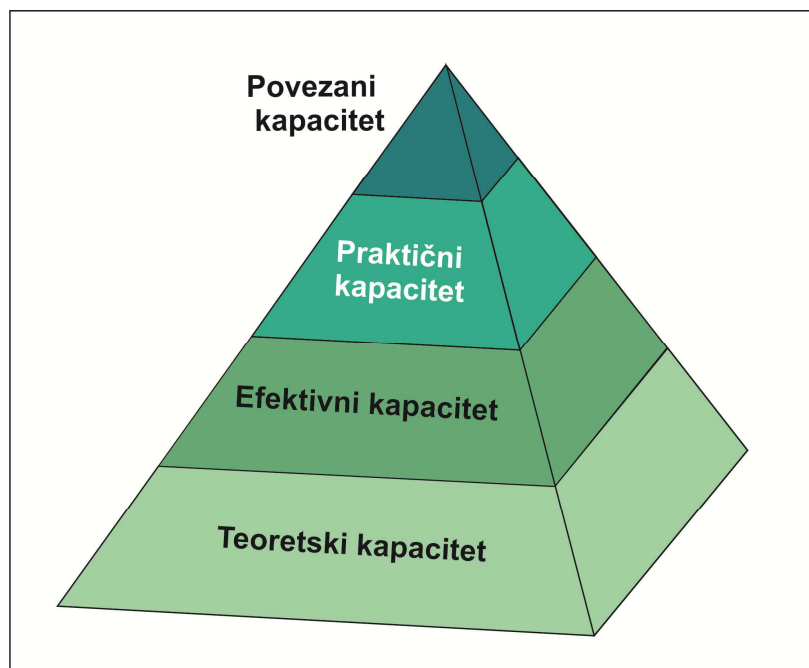 Povezani
kapacitet
Praktični
kapacitet
Efektivni kapacitet
Teoretski kapacitet